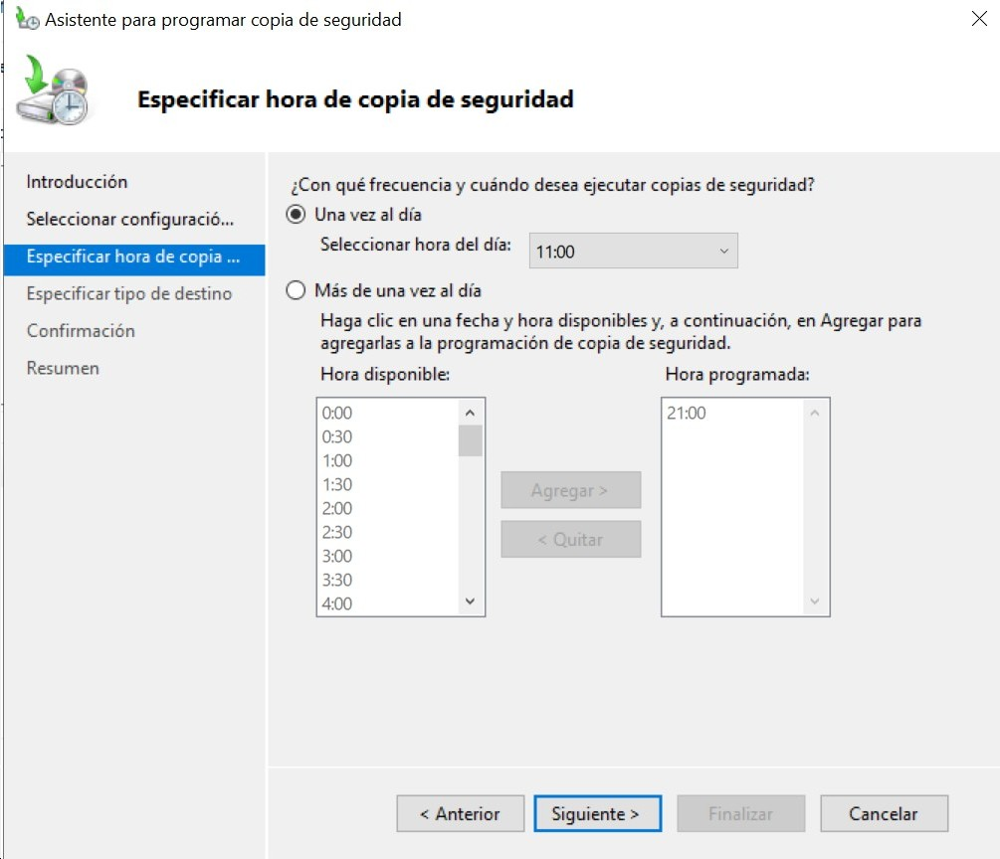 Asistente para programar copia de seguridad
Especificar hora de copia de seguridad
Introducción
Seleccionar configuració...
Especificar hora de copia ...
Especificar tipo de destino
Confirmación
Resumen
¿Con qué frecuencia y cuándo desea ejecutar copias de seguridad?
Una vez al día
Seleccionar hora del día:
11:00
Más de una vez al día
Haga clic en una fecha y hora disponibles y, a continuación, en Agregar para
agregarlas a la programación de copia de seguridad.
Hora disponible:
0:00
0:30
1:00
1:30
2:00
2:30
3:00
3:30
4:00
Agregar >
< Quitar
Hora programada:
21:00
< Anterior
Siguiente >
Finalizar
Cancelar